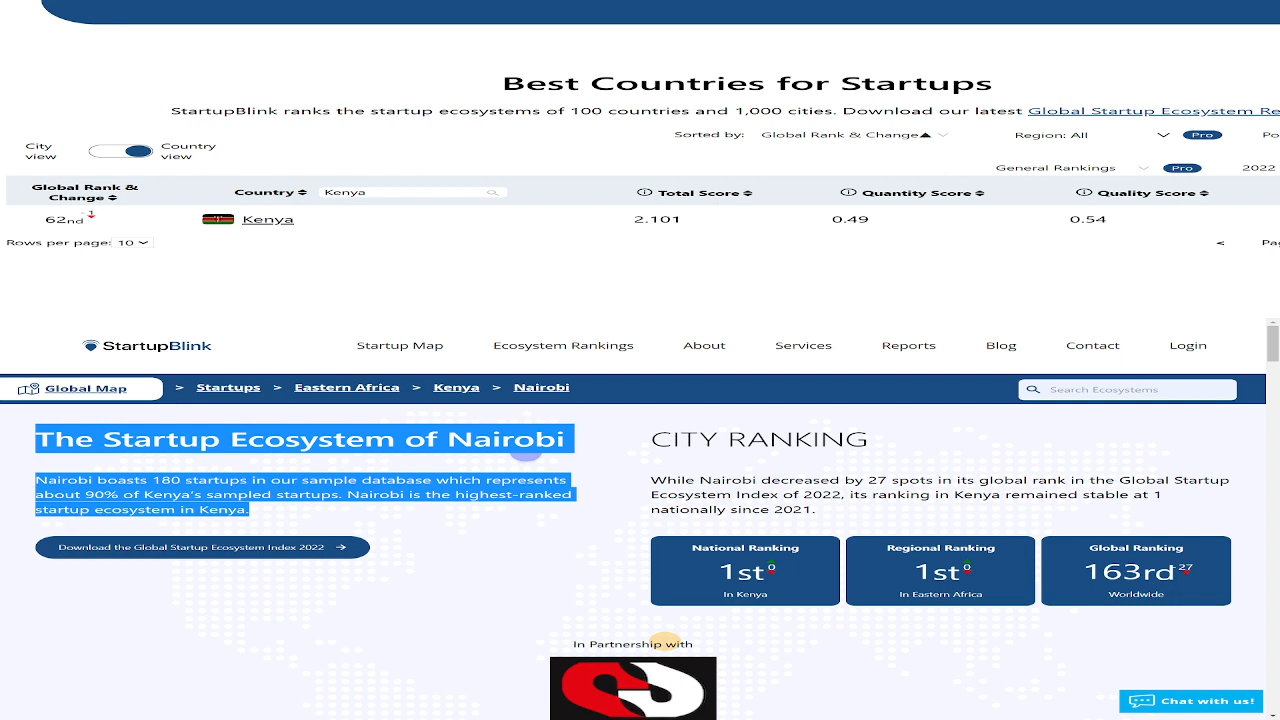 Best Countries for Startups
StartupBlink ranks the startup ecosystems of 100 countries and 1,000 cities. Download our latest Global Startup Ecosystem Re
Sorted by: Global Rank & Change▲ Region: All Pro Po
City view Country view
General Rankings Pro 2022
Global Rank & Change Country Kenya Total Score Quantity Score Quality Score
62nd -1 Kenya 2.101 0.49 0.54
Rows per page: 10 < Pag
StartupBlink Startup Map Ecosystem Rankings About Services Reports Blog Contact Login
Global Map > Startups > Eastern Africa > Kenya > Nairobi Search Ecosystems
The Startup Ecosystem of Nairobi
Nairobi boasts 180 startups in our sample database which represents
about 90% of Kenya's sampled startups. Nairobi is the highest-ranked
startup ecosystem in Kenya.
Download the Global Startup Ecosystem Index 2022 →
CITY RANKING
While Nairobi decreased by 27 spots in its global rank in the Global Startup
Ecosystem Index of 2022, its ranking in Kenya remained stable at 1
nationally since 2021.
National Ranking
1st 0
In Kenya
Regional Ranking
1st 0
In Eastern Africa
Global Ranking
163rd 27
Worldwide
In Partnership with
Chat with us!